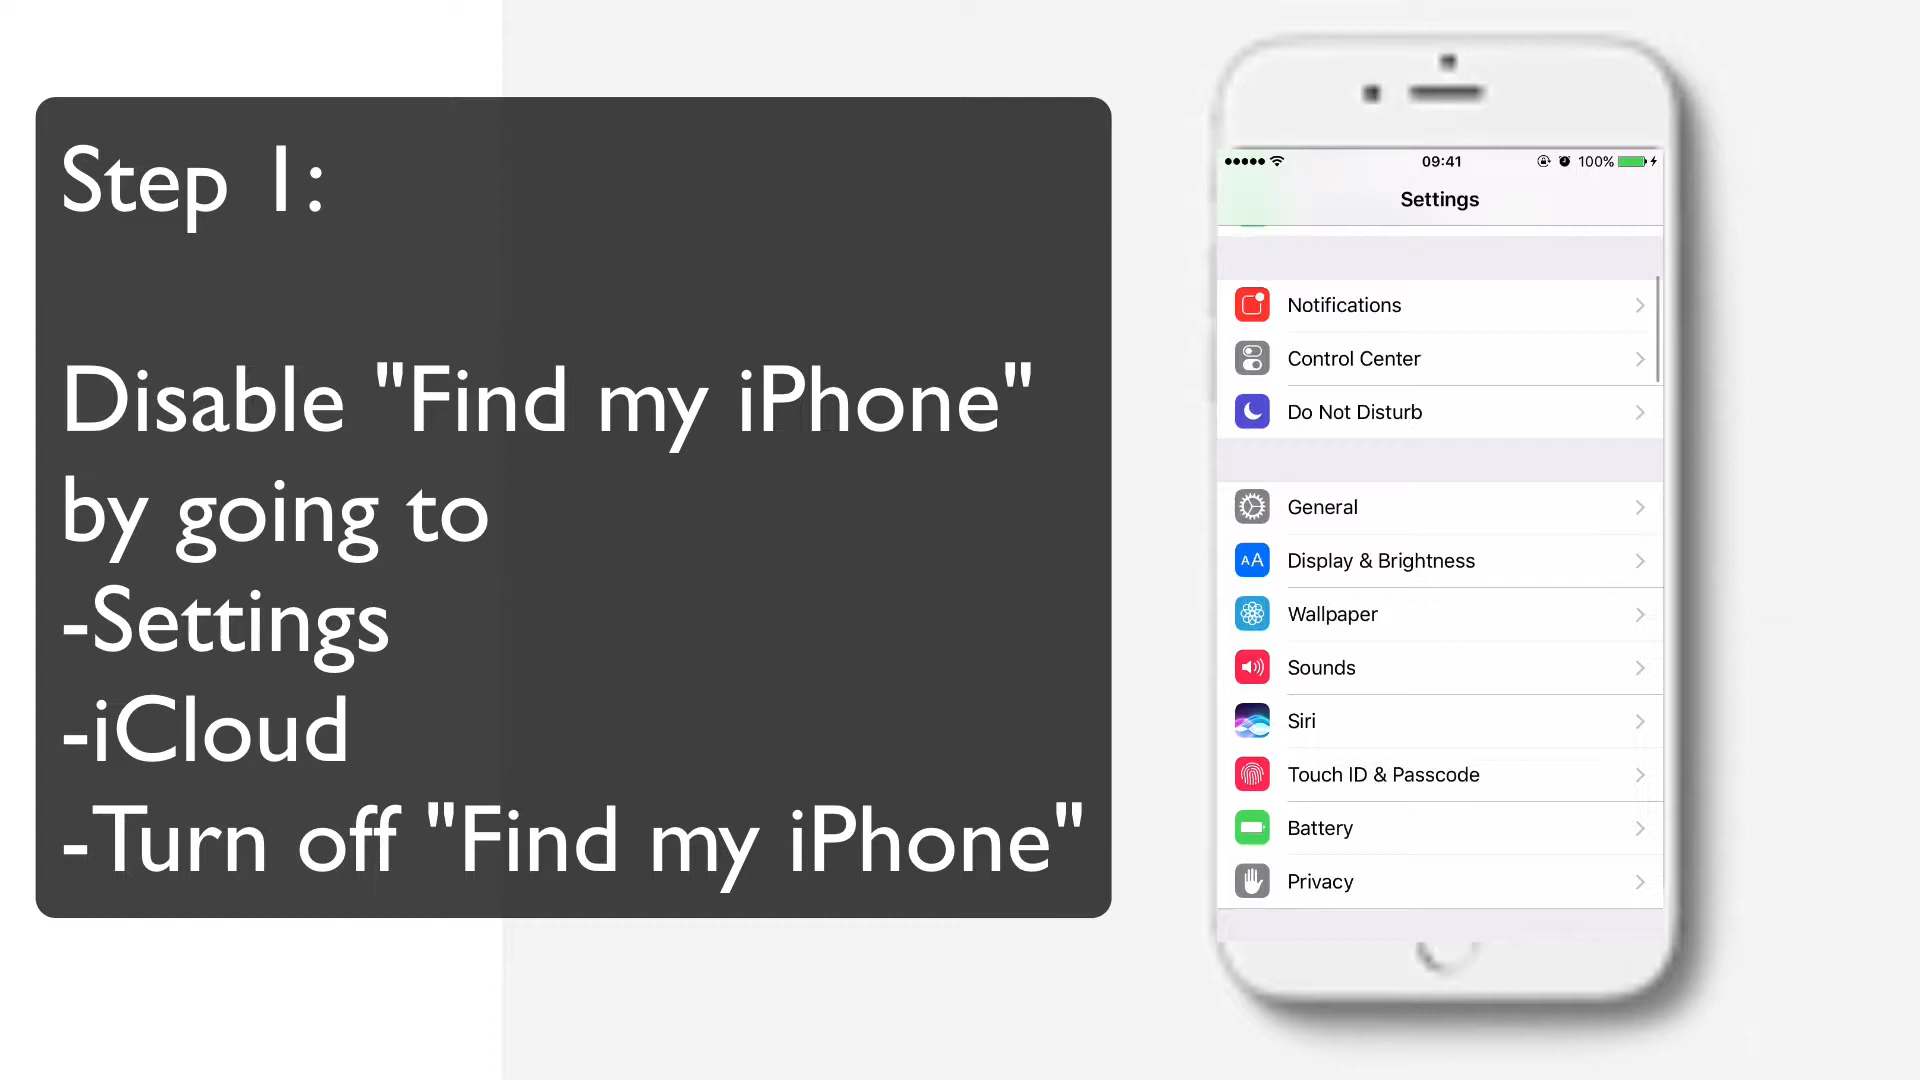 Step 1:
Disable "Find my iPhone"
by going to
-Settings
-iCloud
-Turn off "Find my iPhone"
09:41
100%
Settings
Notifications
Control Center
Do Not Disturb
General
AA Display & Brightness
Wallpaper
Sounds
Siri
Touch ID & Passcode
Battery
Privacy